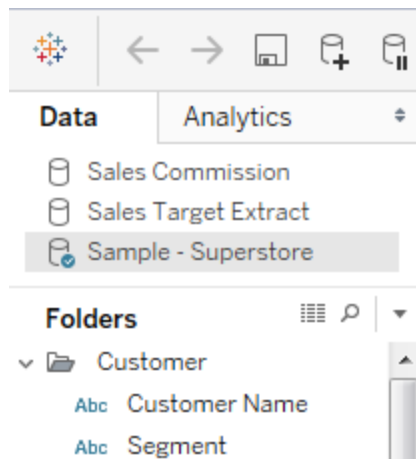 Data Analytics
Sales Commission
Sales Target Extract
Sample - Superstore
Folders
Customer
Abc Customer Name
Abc Segment